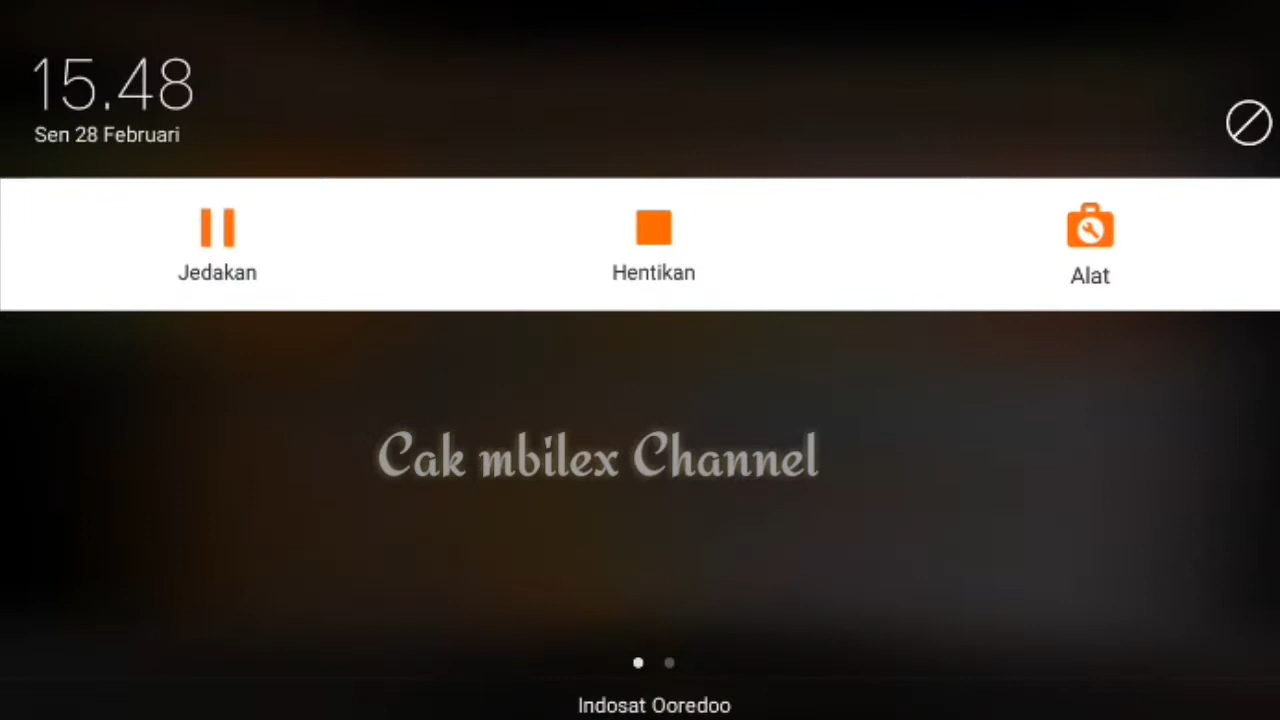 15.48
Sen 28 Februari
Jedakan
Hentikan
Alat
Cak mbilex Channel
Indosat Ooredoo